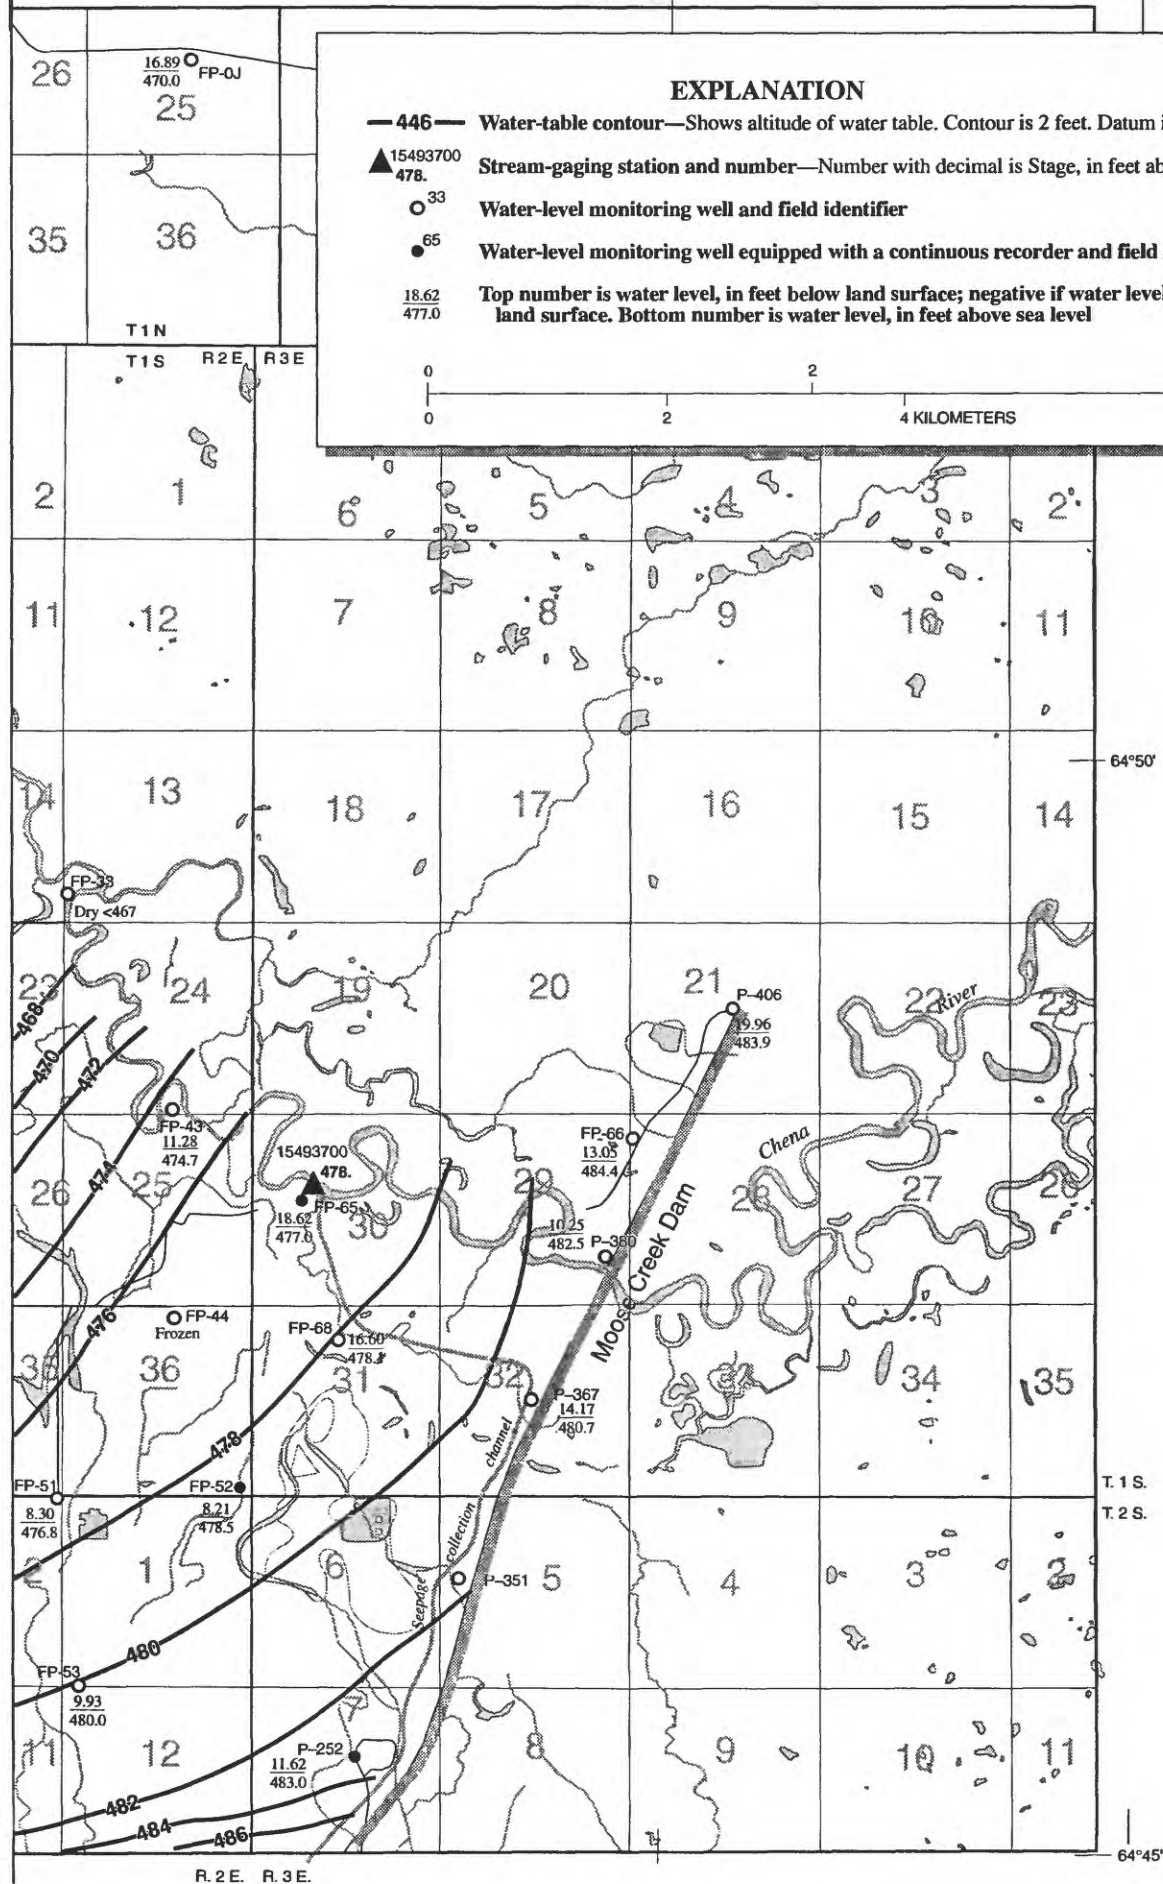 26
16.89
470.0
FP-0J
25
35
36
T1N
T1S
R2E
R3E
EXPLANATION
446 Water-table contour—Shows altitude of water table. Contour is 2 feet. Datum i
15493700
478.
Stream-gaging station and number—Number with decimal is Stage, in feet ab
33
Water-level monitoring well and field identifier
65
Water-level monitoring well equipped with a continuous recorder and field
18.62
477.0
Top number is water level, in feet below land surface; negative if water level
land surface. Bottom number is water level, in feet above sea level
0 2
0 2 4 KILOMETERS
2 1 6 5 4 3 2
11 12 7 8 9 10 11
64°50'
14 13 18 17 16 15 14
FP-33
Dry <467
23 24 19 20 21 22 23
River
P-406
19.96
483.9
468
470
472
FP-43
11.28
474.7
15493700
478.
FP-66
13.05
484.4
Chena
474
26 25 30 29 28 27 26
FP-65
18.62
477.0
10.25
482.5
P-380
Moose Creek Dam
476
FP-44
Frozen
FP-68
16.60
478.3
35 36 31 32 33 34 35
P-367
14.17
480.7
channel
478
FP-51
8.30
476.8
FP-52
8.21
478.5
T. 1 S.
T. 2 S.
collection
2 1 6 5 4 3 2
P-351
Seepage
480
FP-53
9.93
480.0
11 12 7 8 9 10 11
P-252
11.62
483.0
482
484
486
64°45'
R. 2 E. R. 3 E.